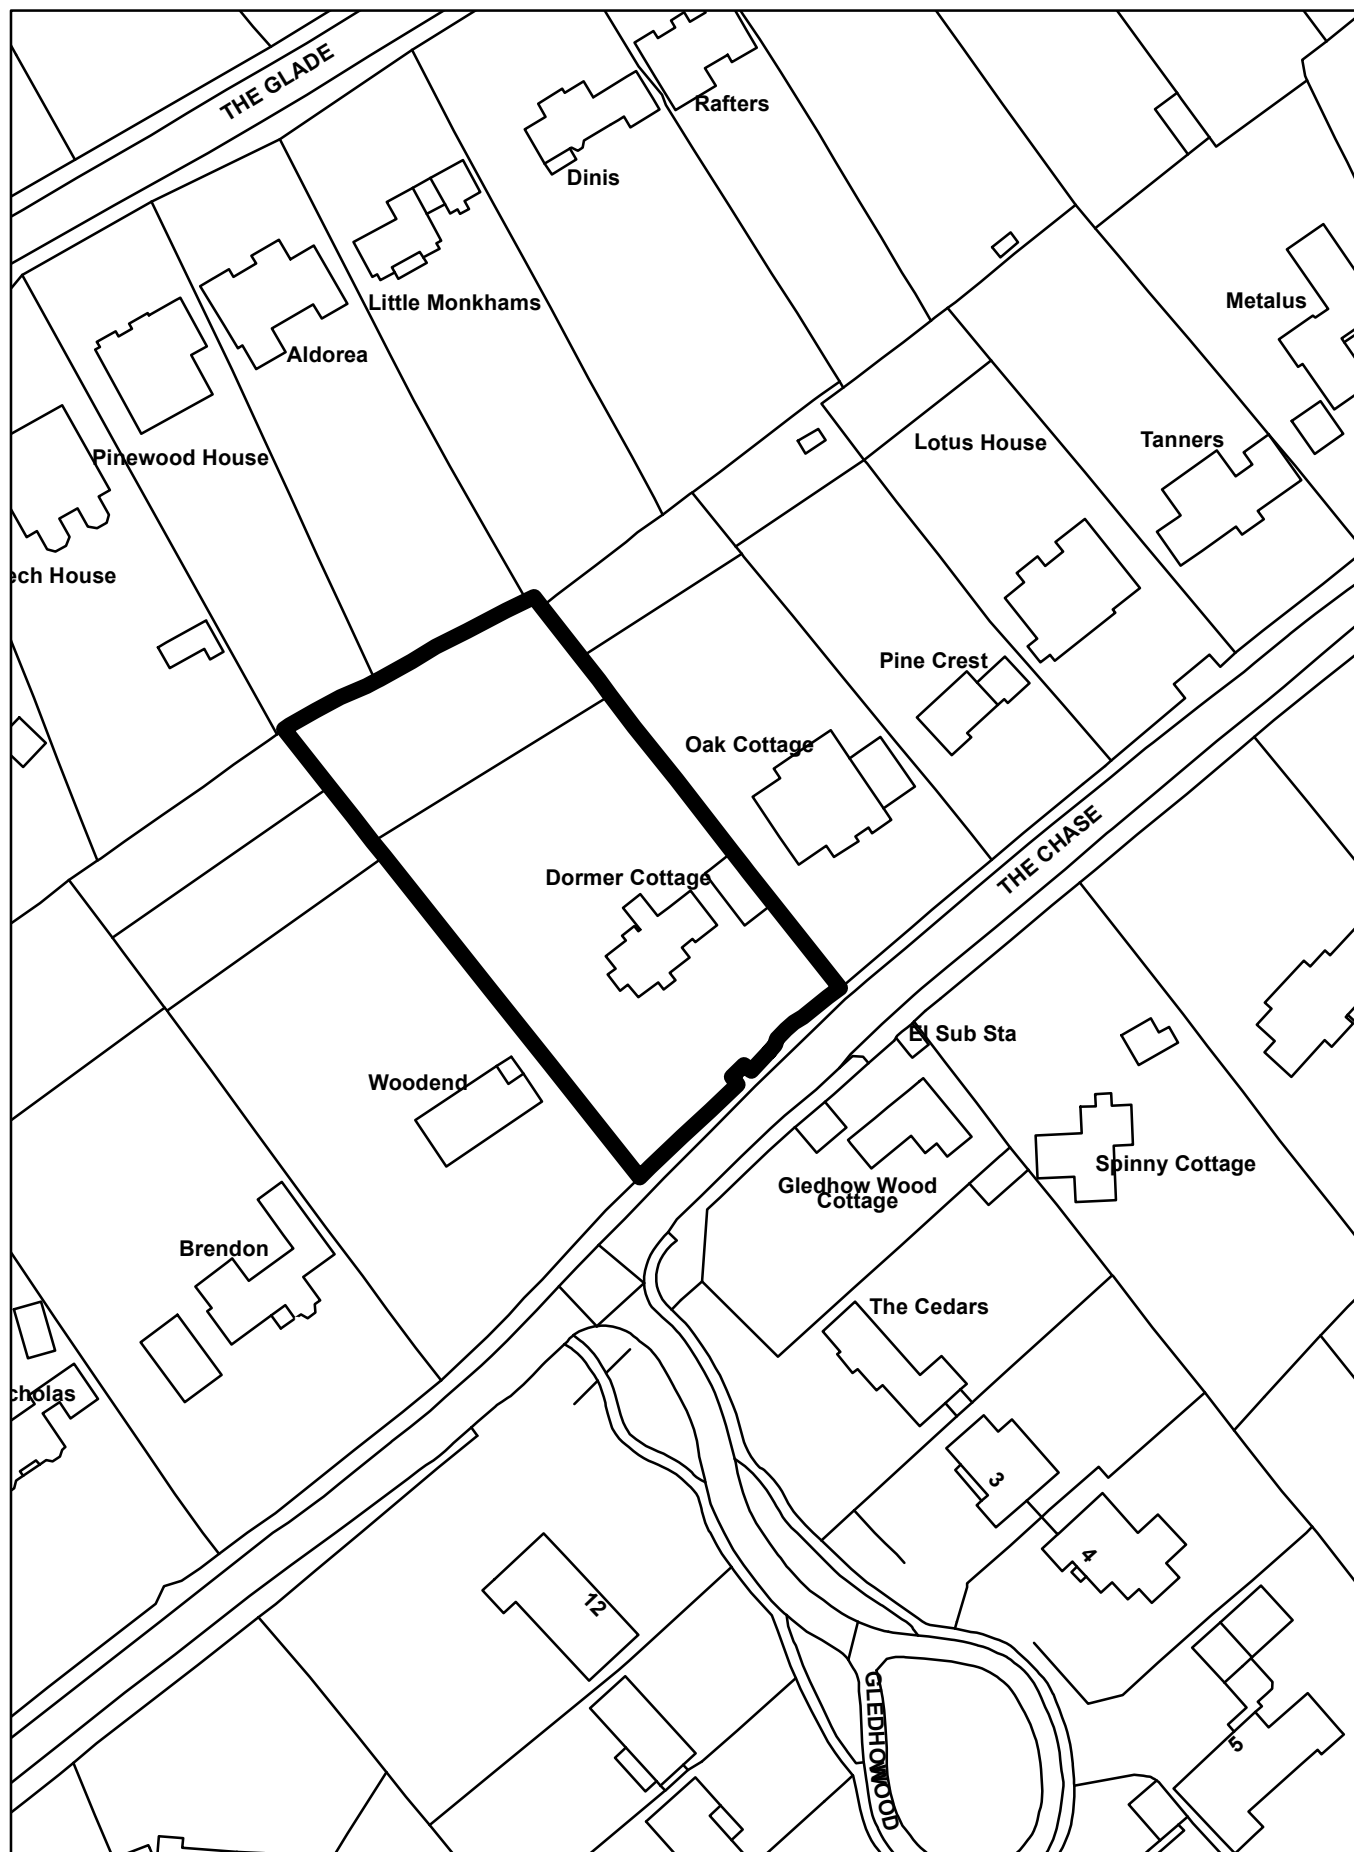 THE GLADE
Rafters
Dinis
Little Monkhams
Metalus
Aldorea
Lotus House
Tanners
Pinewood House
ech House
Pine Crest
Oak Cottage
THE CHASE
Dormer Cottage
El Sub Sta
Woodend
Spinny Cottage
Gledhow Wood
Cottage
Brendon
The Cedars
cholas
3
4
12
GLEDHOWOOD
5